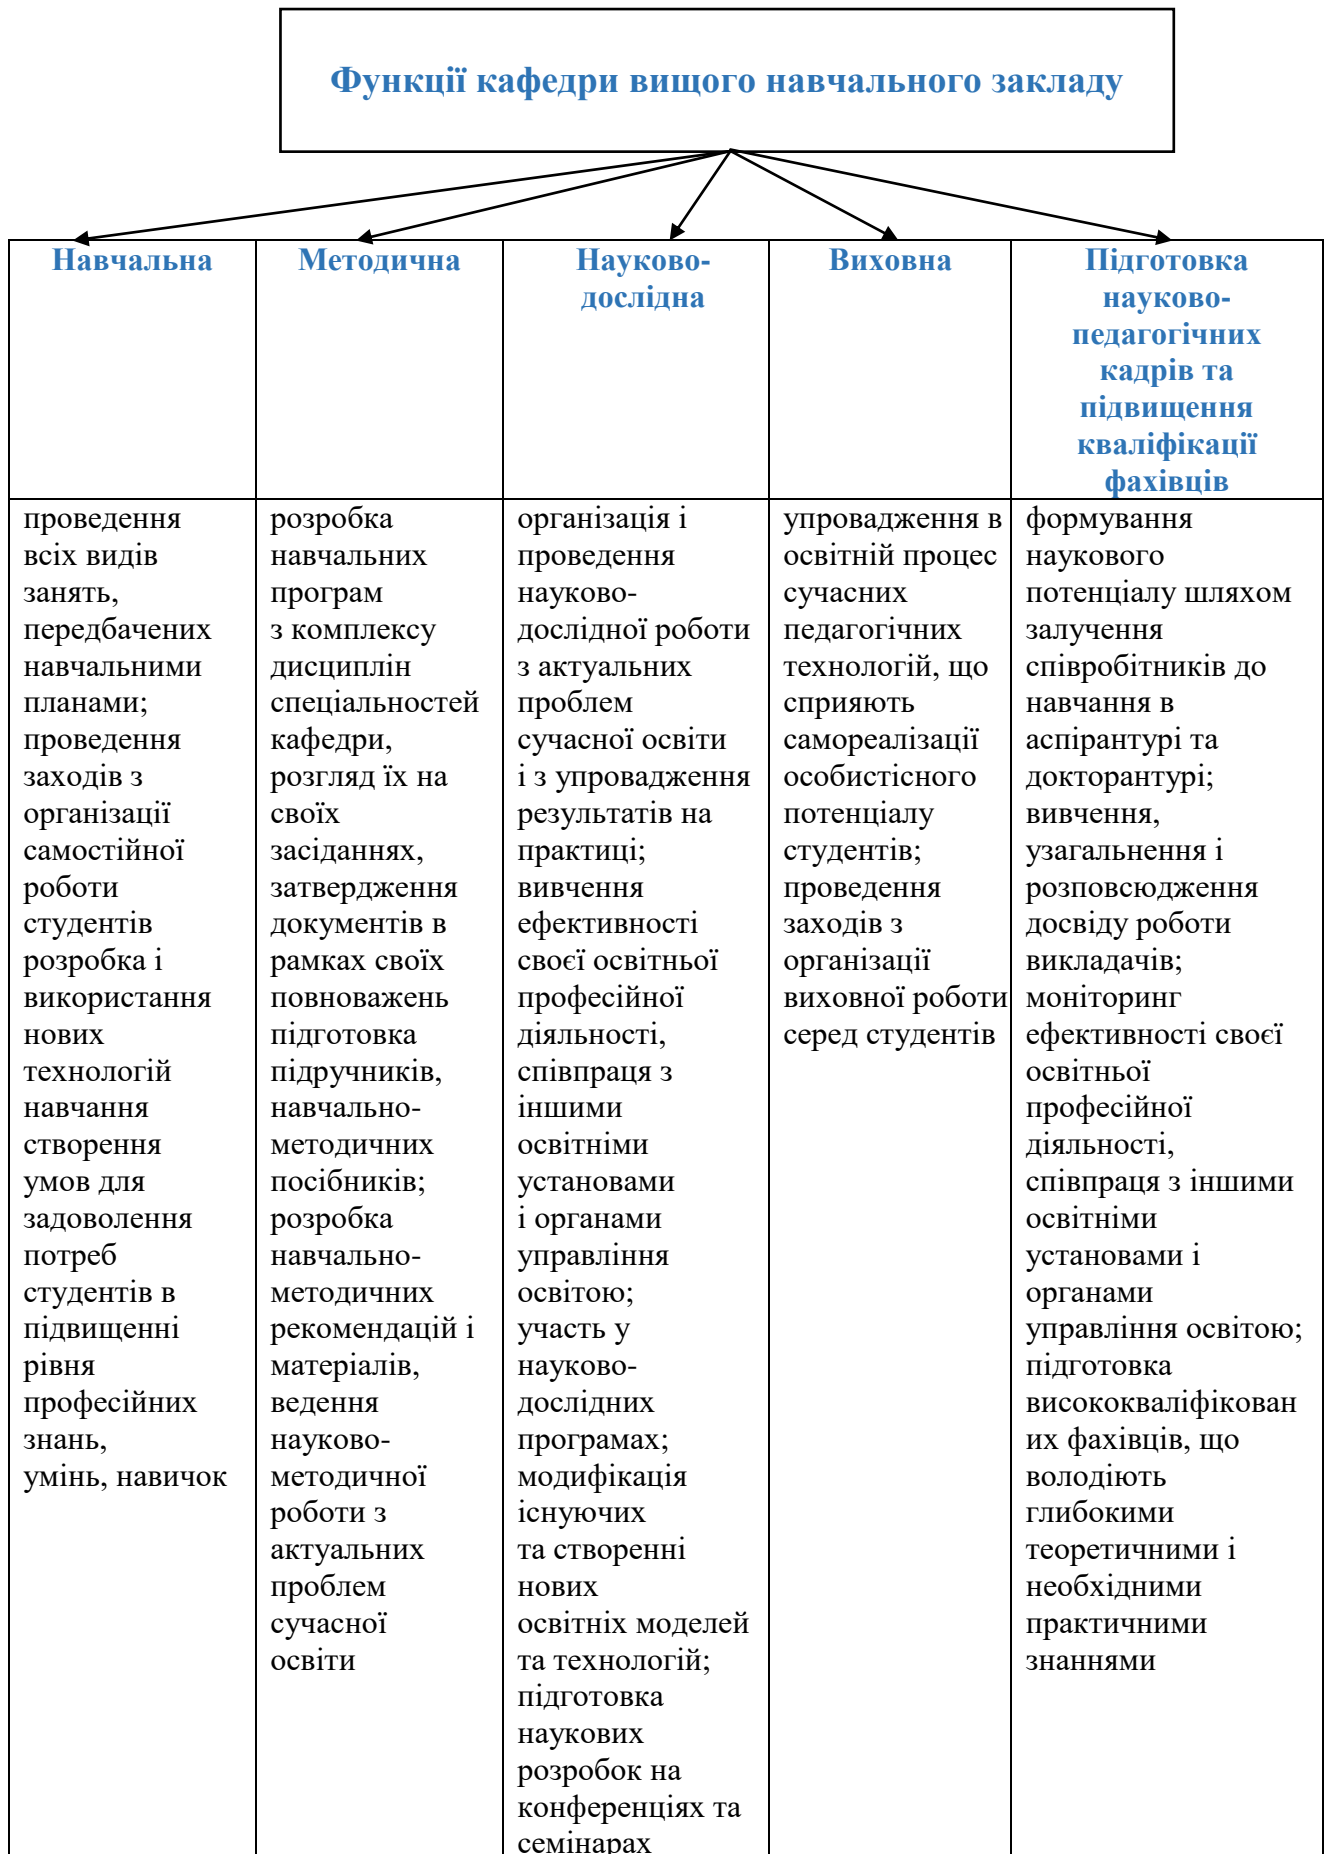 Функції кафедри вищого навчального закладу
Навчальна
Методична
Науково-
дослідна
Виховна
Підготовка
науково-
педагогічних
кадрів та
підвищення
кваліфікації
фахівців
проведення
всіх видів
занять,
передбачених
навчальними
планами;
проведення
заходів з
організації
самостійної
роботи
студентів
розробка і
використання
нових
технологій
навчання
створення
умов для
задоволення
потреб
студентів в
підвищенні
рівня
професійних
знань,
умінь, навичок
розробка
навчальних
програм
з комплексу
дисциплін
спеціальностей
кафедри,
розгляд їх на
своїх
засіданнях,
затвердження
документів в
рамках своїх
повноважень
підготовка
підручників,
навчально-
методичних
посібників;
розробка
навчально-
методичних
рекомендацій і
матеріалів,
ведення
науково-
методичної
роботи з
актуальних
проблем
сучасної
освіти
організація і
проведення
науково-
дослідної роботи
з актуальних
проблем
сучасної освіти
і з упровадження
результатів на
практиці;
вивчення
ефективності
своєї освітньої
професійної
діяльності,
співпраця з
іншими
освітніми
установами
і органами
управління
освітою;
участь у
науково-
дослідних
програмах;
модифікація
існуючих
та створенні
нових
освітніх моделей
та технологій;
підготовка
наукових
розробок на
конференціях та
семінарах
упровадження в
освітній процес
сучасних
педагогічних
технологій, що
сприяють
самореалізації
особистісного
потенціалу
студентів;
проведення
заходів з
організації
виховної роботи
серед студентів
формування
наукового
потенціалу шляхом
залучення
співробітників до
навчання в
аспірантурі та
докторантурі;
вивчення,
узагальнення і
розповсюдження
досвіду роботи
викладачів;
моніторинг
ефективності своєї
освітньої
професійної
діяльності,
співпраця з іншими
освітніми
установами і
органами
управління освітою;
підготовка
висококваліфікован
их фахівців, що
володіють
глибокими
теоретичними і
необхідними
практичними
знаннями